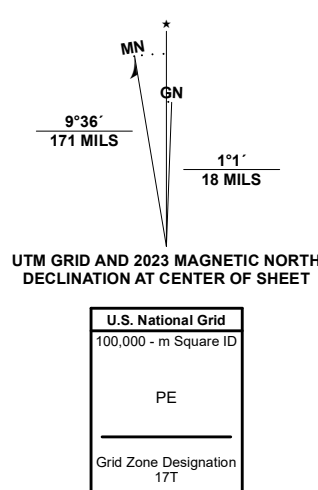 MN
GN
9°36´
171 MILS
1°1´
18 MILS
UTM GRID AND 2023 MAGNETIC NORTH
DECLINATION AT CENTER OF SHEET
U.S. National Grid
100,000 - m Square ID
PE
Grid Zone Designation
17T